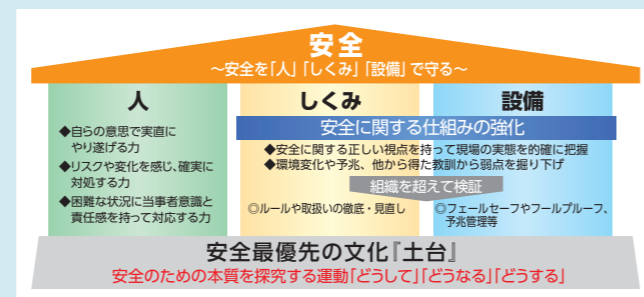 安全
～安全を「人」「しくみ」「設備」で守る～
人
◆自らの意思で実直に
やり遂げる力
◆リスクや変化を感じ、確実に
対処する力
◆困難な状況に当事者意識と
責任感を持って対応する力
しくみ
設備
安全に関する仕組みの強化
◆安全に関する正しい視点を持って現場の実態を的確に把握
◆環境変化や予兆、他から得た教訓から弱点を掘り下げ
組織を超えて検証
◎ルールや取扱いの徹底・見直し
◎フェールセーフやフールプルーフ、
予兆管理等
安全最優先の文化『土台』
安全のための本質を探究する運動「どうして」「どうなる」「どうする」